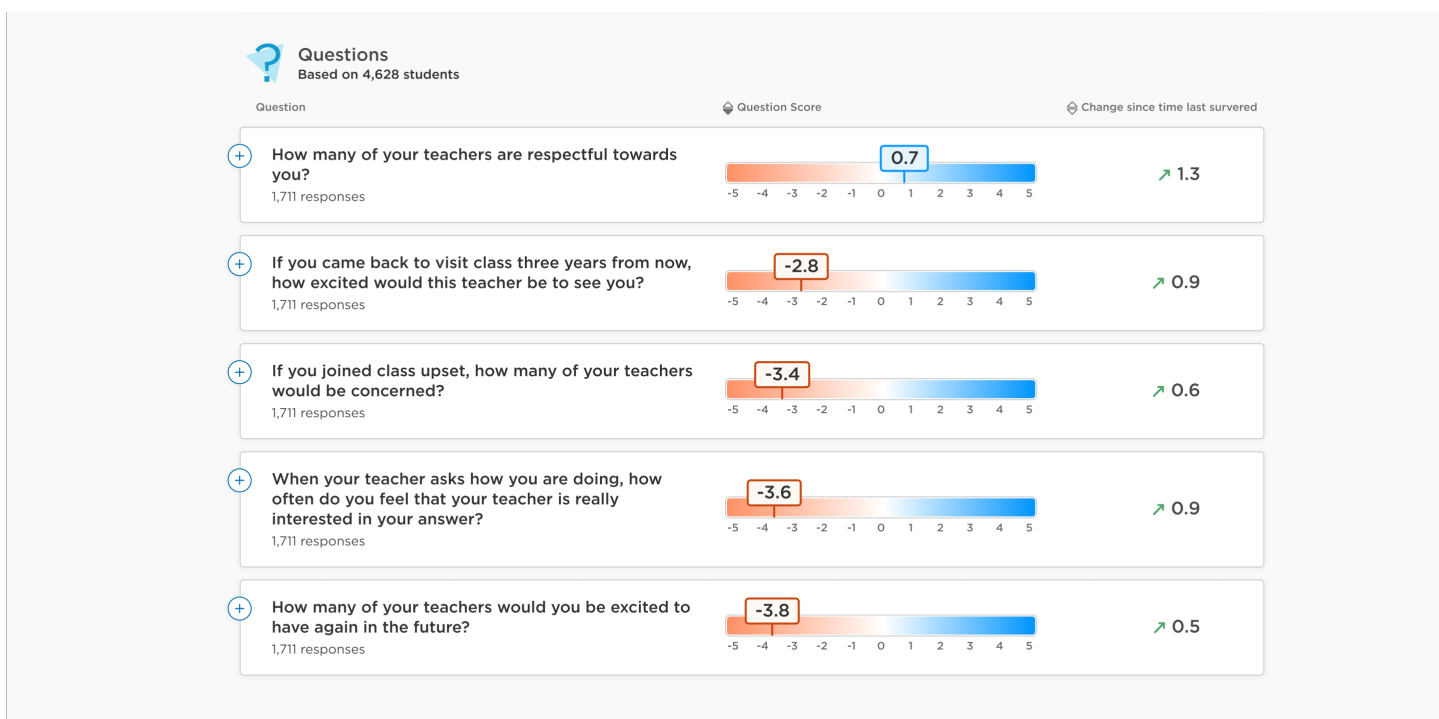 Questions
Based on 4,628 students
Question
Question Score
Change since time last survered
How many of your teachers are respectful towards
you?
1,711 responses
0.7
-5 -4 -3 -2 -1 0 1 2 3 4 5
1.3
If you came back to visit class three years from now,
how excited would this teacher be to see you?
1,711 responses
-2.8
-5 -4 -3 -2 -1 0 1 2 3 4 5
0.9
If you joined class upset, how many of your teachers
would be concerned?
1,711 responses
-3.4
-5 -4 -3 -2 -1 0 1 2 3 4 5
0.6
When your teacher asks how you are doing, how
often do you feel that your teacher is really
interested in your answer?
1,711 responses
-3.6
-5 -4 -3 -2 -1 0 1 2 3 4 5
0.9
How many of your teachers would you be excited to
have again in the future?
1,711 responses
-3.8
-5 -4 -3 -2 -1 0 1 2 3 4 5
0.5